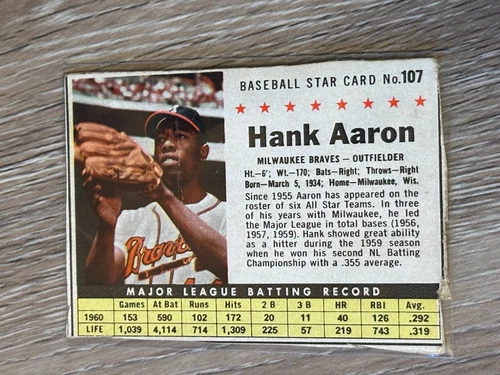 BASEBALL STAR CARD No.107
Hank Aaron
MILWAUKEE BRAVES – OUTFIELDER
Ht.–6'; Wt.–170; Bats–Right; Throws–Right
Born–March 5, 1934; Home–Milwaukee, Wis.
Since 1955 Aaron has appeared on the
roster of six All Star Teams. In three
of his years with Milwaukee, he led
the Major League in total bases (1956,
1957, 1959). Hank showed great ability
as a hitter during the 1959 season
when he won his second NL Batting
Championship with a .355 average.
Braves
MAJOR LEAGUE BATTING RECORD
Games At Bat Runs Hits 2 B 3 B HR RBI Avg.
1960 153 590 102 172 20 11 40 126 .292
LIFE 1,039 4,114 714 1,309 225 57 219 743 .319